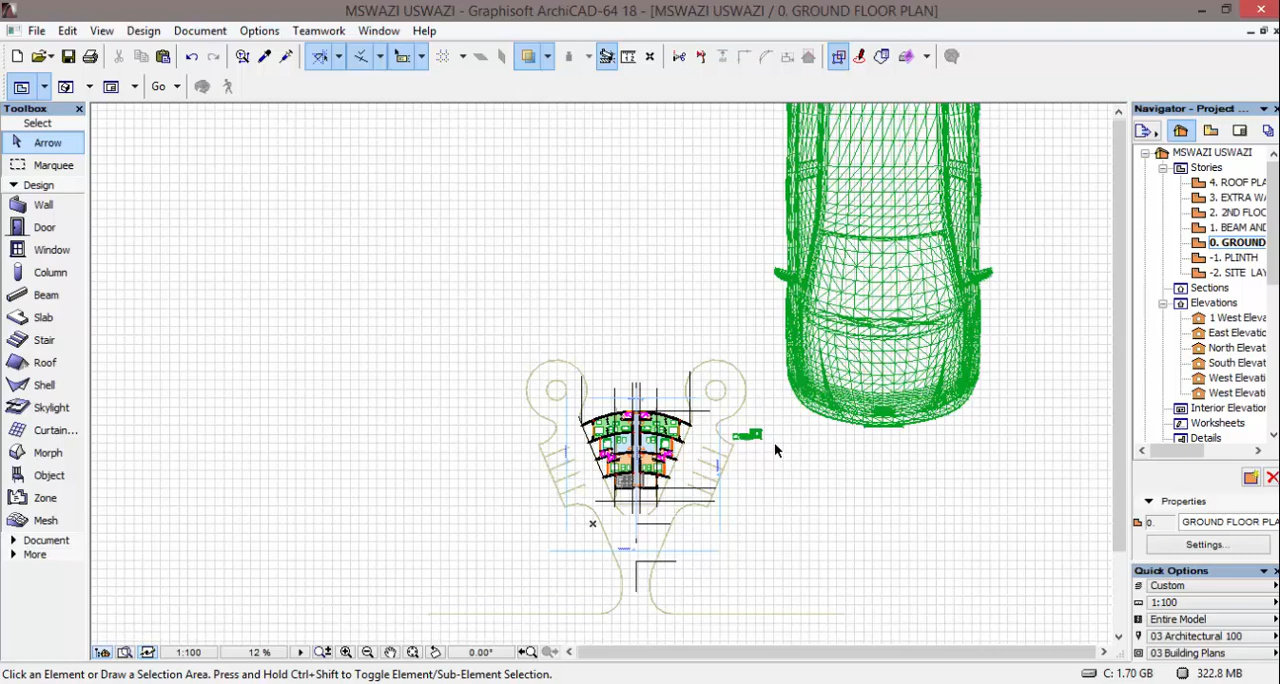 MSWAZI USWAZI - Graphisoft ArchiCAD-64 18 - [MSWAZI USWAZI / 0. GROUND FLOOR PLAN]
File Edit View Design Document Options Teamwork Window Help
Go
Toolbox
Select
Arrow
Marquee
Design
Wall
Door
Window
Column
Beam
Slab
Stair
Roof
Shell
Skylight
Curtain...
Morph
Object
Zone
Mesh
Document
More
1:100
12 %
0.00°
Click an Element or Draw a Selection Area. Press and Hold Ctrl+Shift to Toggle Element/Sub-Element Selection.
C: 1.70 GB
322.8 MB
Navigator - Project ...
MSWAZI USWAZI
Stories
4. ROOF PLA
3. EXTRA WA
2. 2ND FLOO
1. BEAM AND
0. GROUND
-1. PLINTH
-2. SITE LAY
Sections
Elevations
1 West Eleva
East Elevatio
North Elevat
South Elevat
West Elevati
West Elevati
Interior Elevation
Worksheets
Details
Properties
0. GROUND FLOOR PLA
Settings...
Quick Options
Custom
1:100
Entire Model
03 Architectural 100
03 Building Plans